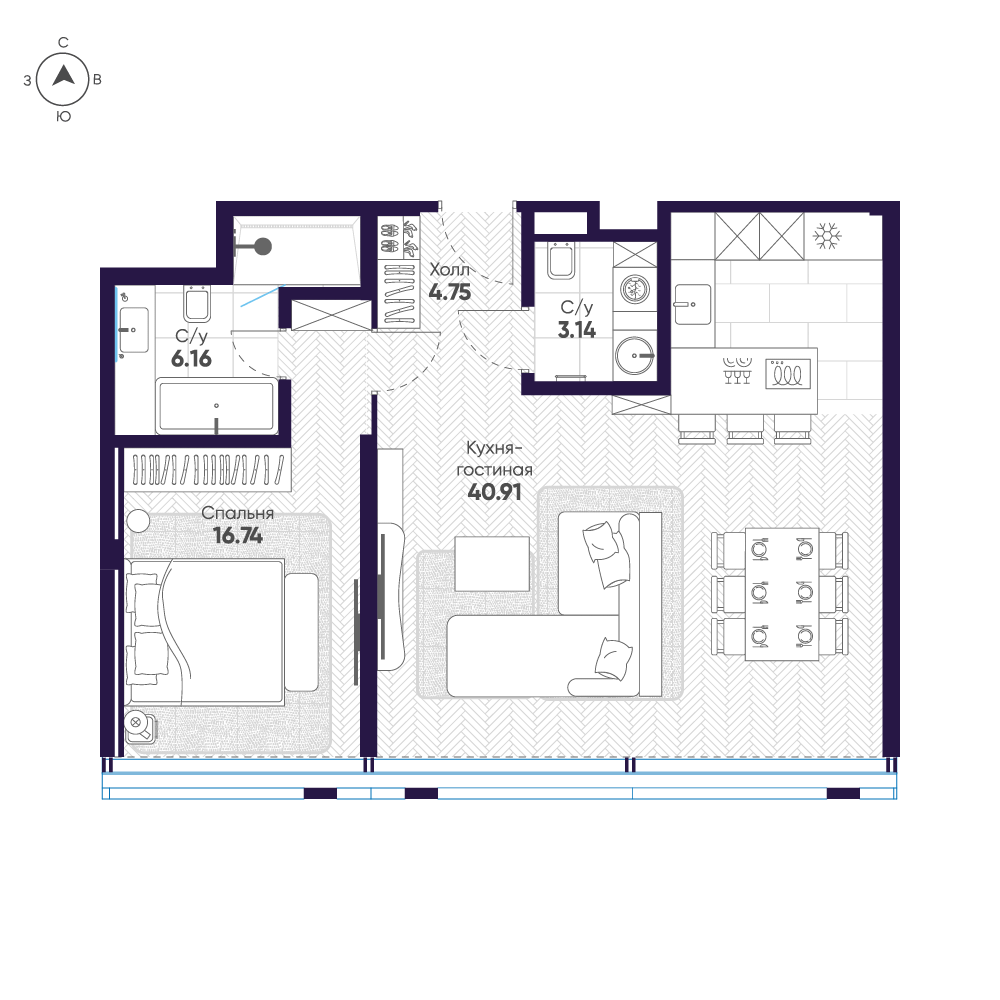 С
З
В
Ю
Холл
4.75
С/у
3.14
С/у
6.16
Кухня-
гостиная
40.91
Спальня
16.74